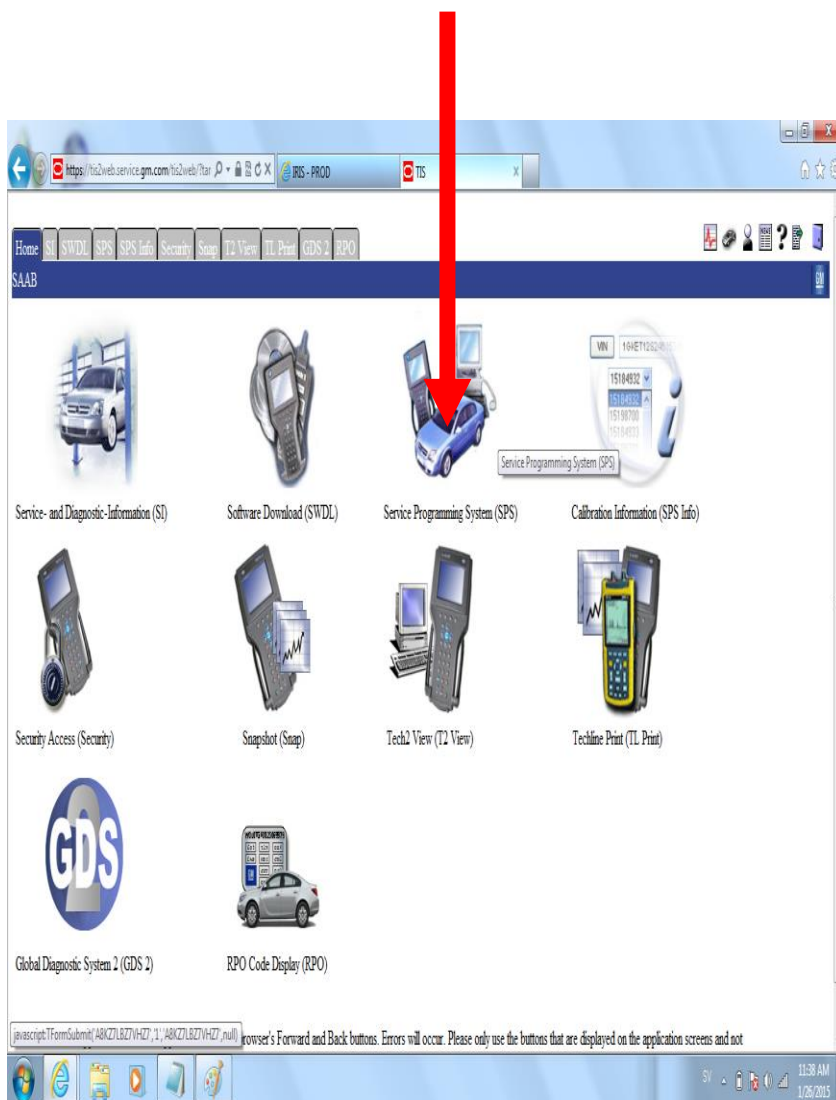 https://tis2web.service.gm.com/tis2web/?tar
IRIS - PROD
TIS
Home SI SWDL SPS SPS Info Security Snap T2 View TL Print GDS 2 RPO
NEWS
SAAB
GM
VIN
15184932
15184932
15198700
Service Programming System (SPS)
Service- and Diagnostic-Information (SI)
Software Download (SWDL)
Service Programming System (SPS)
Calibration Information (SPS Info)
Security Access (Security)
Snapshot (Snap)
Tech2 View (T2 View)
Techline Print (TL Print)
GDS
2
Global Diagnostic System 2 (GDS 2)
RPO Code Display (RPO)
javascript:TFormSubmit('A8KZ7LBZ7VHZ7','1','A8KZ7LBZ7VHZ7',null)
rowser's Forward and Back buttons. Errors will occur. Please only use the buttons that are displayed on the application screens and not
SV
11:38 AM
1/26/2015